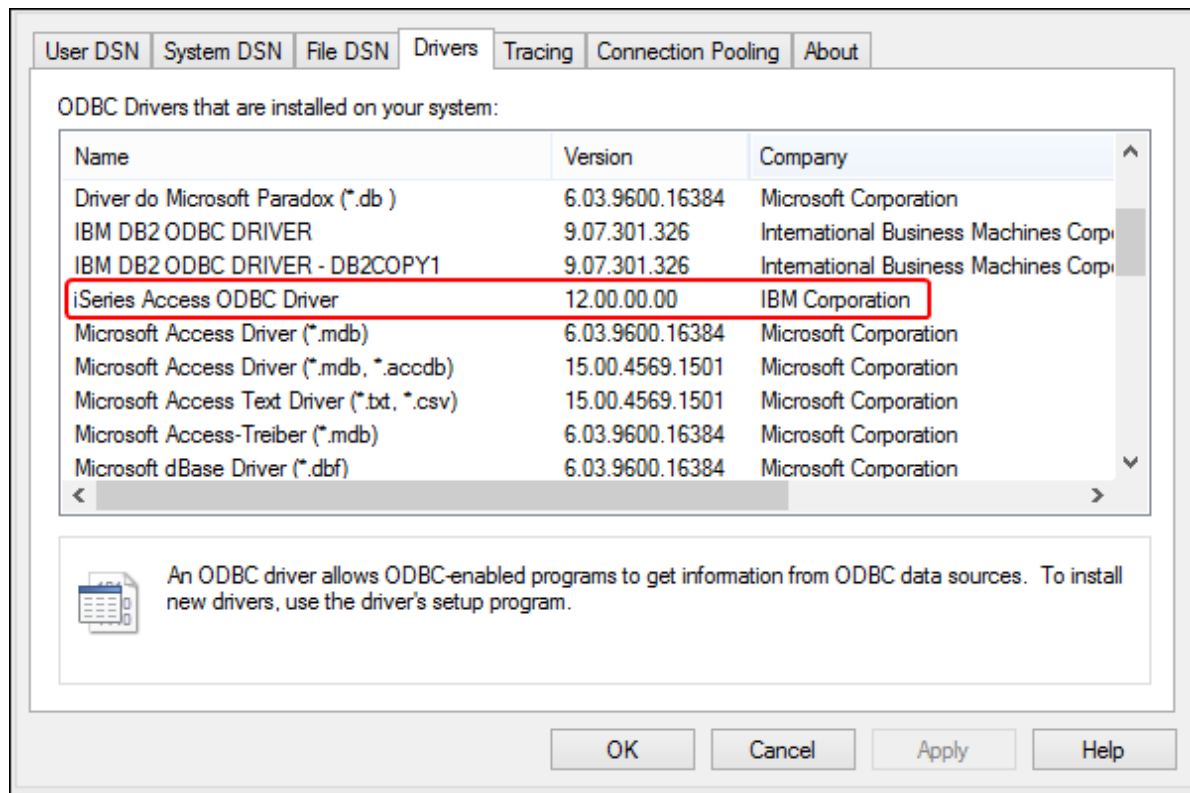 User DSN System DSN File DSN Drivers Tracing Connection Pooling About
ODBC Drivers that are installed on your system:
Name Version Company
Driver do Microsoft Paradox (*.db ) 6.03.9600.16384 Microsoft Corporation
IBM DB2 ODBC DRIVER 9.07.301.326 International Business Machines Corp
IBM DB2 ODBC DRIVER - DB2COPY1 9.07.301.326 International Business Machines Corp
iSeries Access ODBC Driver 12.00.00.00 IBM Corporation
Microsoft Access Driver (*.mdb) 6.03.9600.16384 Microsoft Corporation
Microsoft Access Driver (*.mdb, *.accdb) 15.00.4569.1501 Microsoft Corporation
Microsoft Access Text Driver (*.txt, *.csv) 15.00.4569.1501 Microsoft Corporation
Microsoft Access-Treiber (*.mdb) 6.03.9600.16384 Microsoft Corporation
Microsoft dBase Driver (*.dbf) 6.03.9600.16384 Microsoft Corporation
An ODBC driver allows ODBC-enabled programs to get information from ODBC data sources. To install
new drivers, use the driver's setup program.
OK Cancel Apply Help